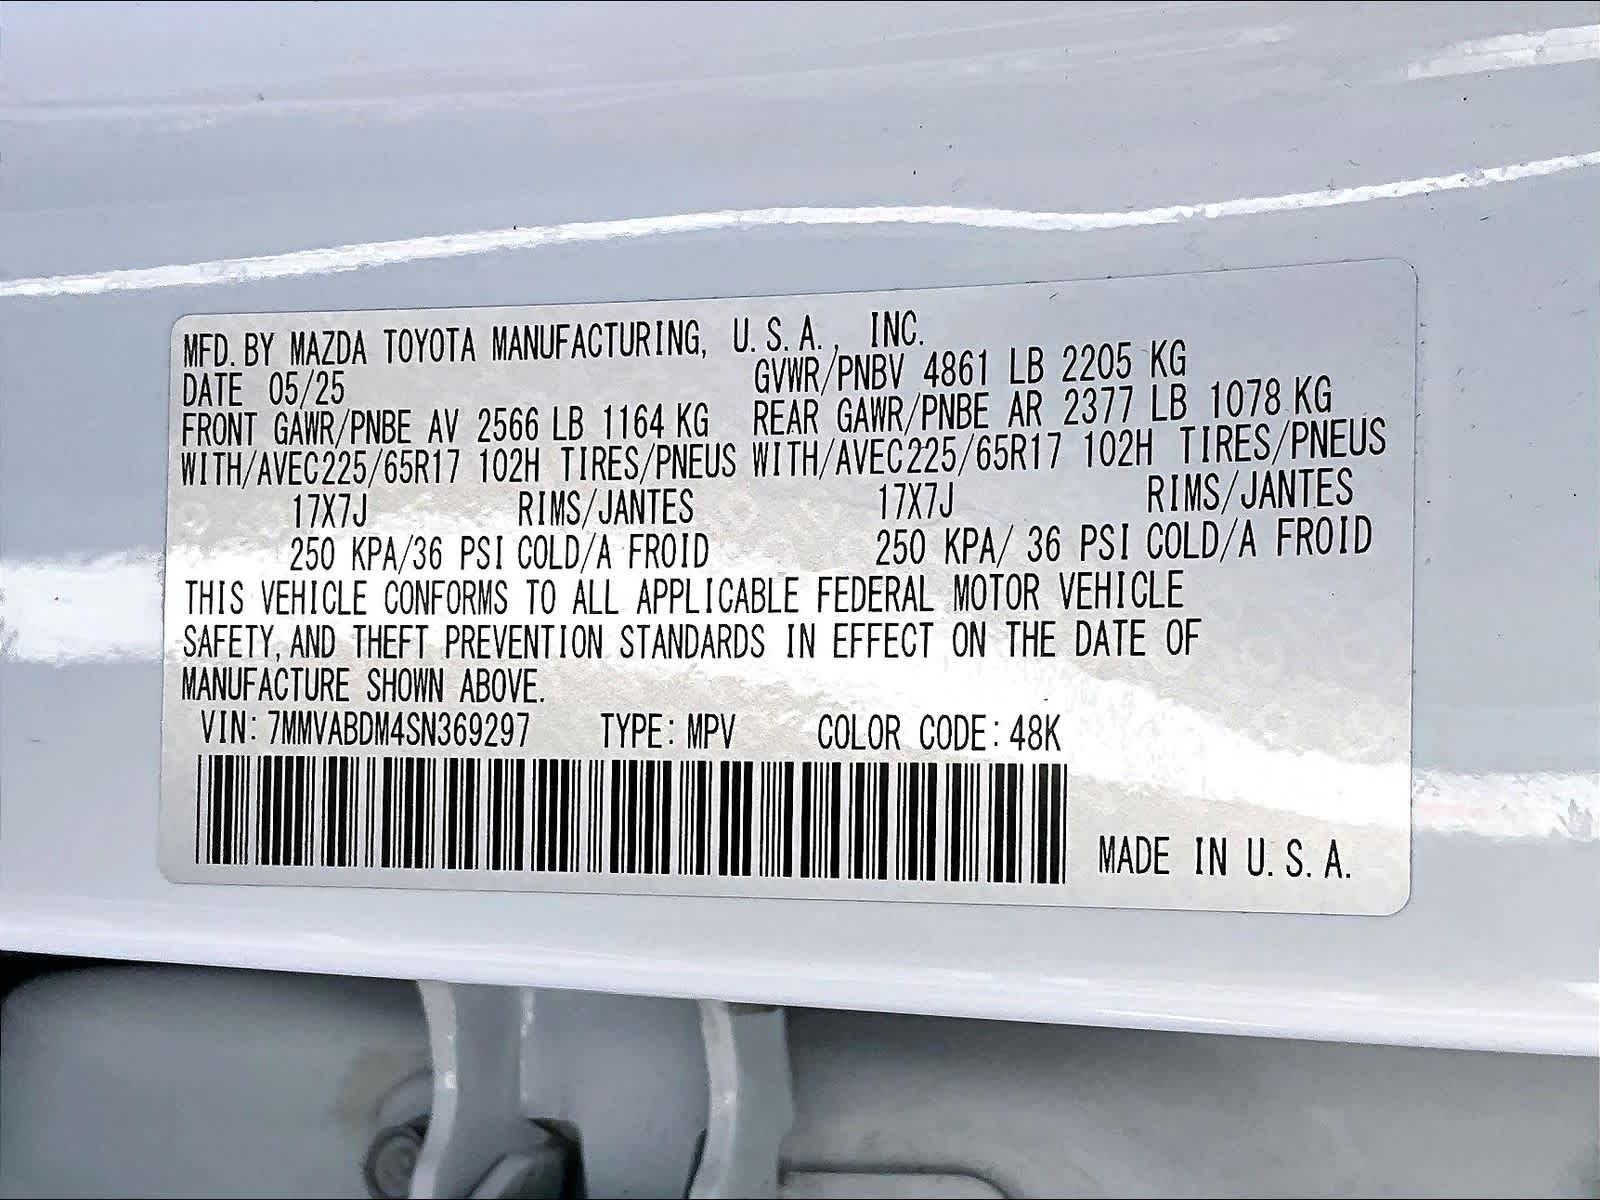 MFD. BY MAZDA TOYOTA MANUFACTURING, U.S.A., INC.
DATE 05/25 GVWR/PNBV 4861 LB 2205 KG
FRONT GAWR/PNBE AV 2566 LB 1164 KG REAR GAWR/PNBE AR 2377 LB 1078 KG
WITH/AVEC225/65R17 102H TIRES/PNEUS WITH/AVEC225/65R17 102H TIRES/PNEUS
17X7J RIMS/JANTES 17X7J RIMS/JANTES
250 KPA/36 PSI COLD/A FROID 250 KPA/ 36 PSI COLD/A FROID
THIS VEHICLE CONFORMS TO ALL APPLICABLE FEDERAL MOTOR VEHICLE
SAFETY, AND THEFT PREVENTION STANDARDS IN EFFECT ON THE DATE OF
MANUFACTURE SHOWN ABOVE.
VIN: 7MMVABDM4SN369297 TYPE: MPV COLOR CODE: 48K
MADE IN U.S.A.